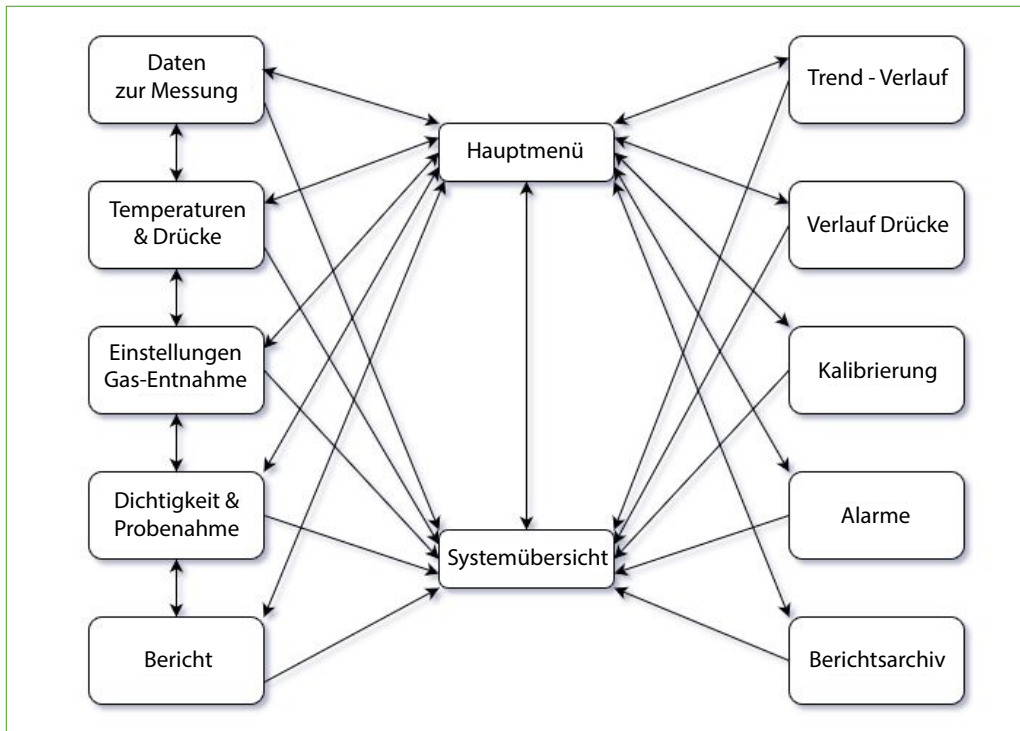 Daten
zur Messung
Temperaturen
& Drücke
Einstellungen
Gas-Entnahme
Dichtigkeit &
Probenahme
Bericht
Hauptmenü
Systemübersicht
Trend - Verlauf
Verlauf Drücke
Kalibrierung
Alarme
Berichtsarchiv